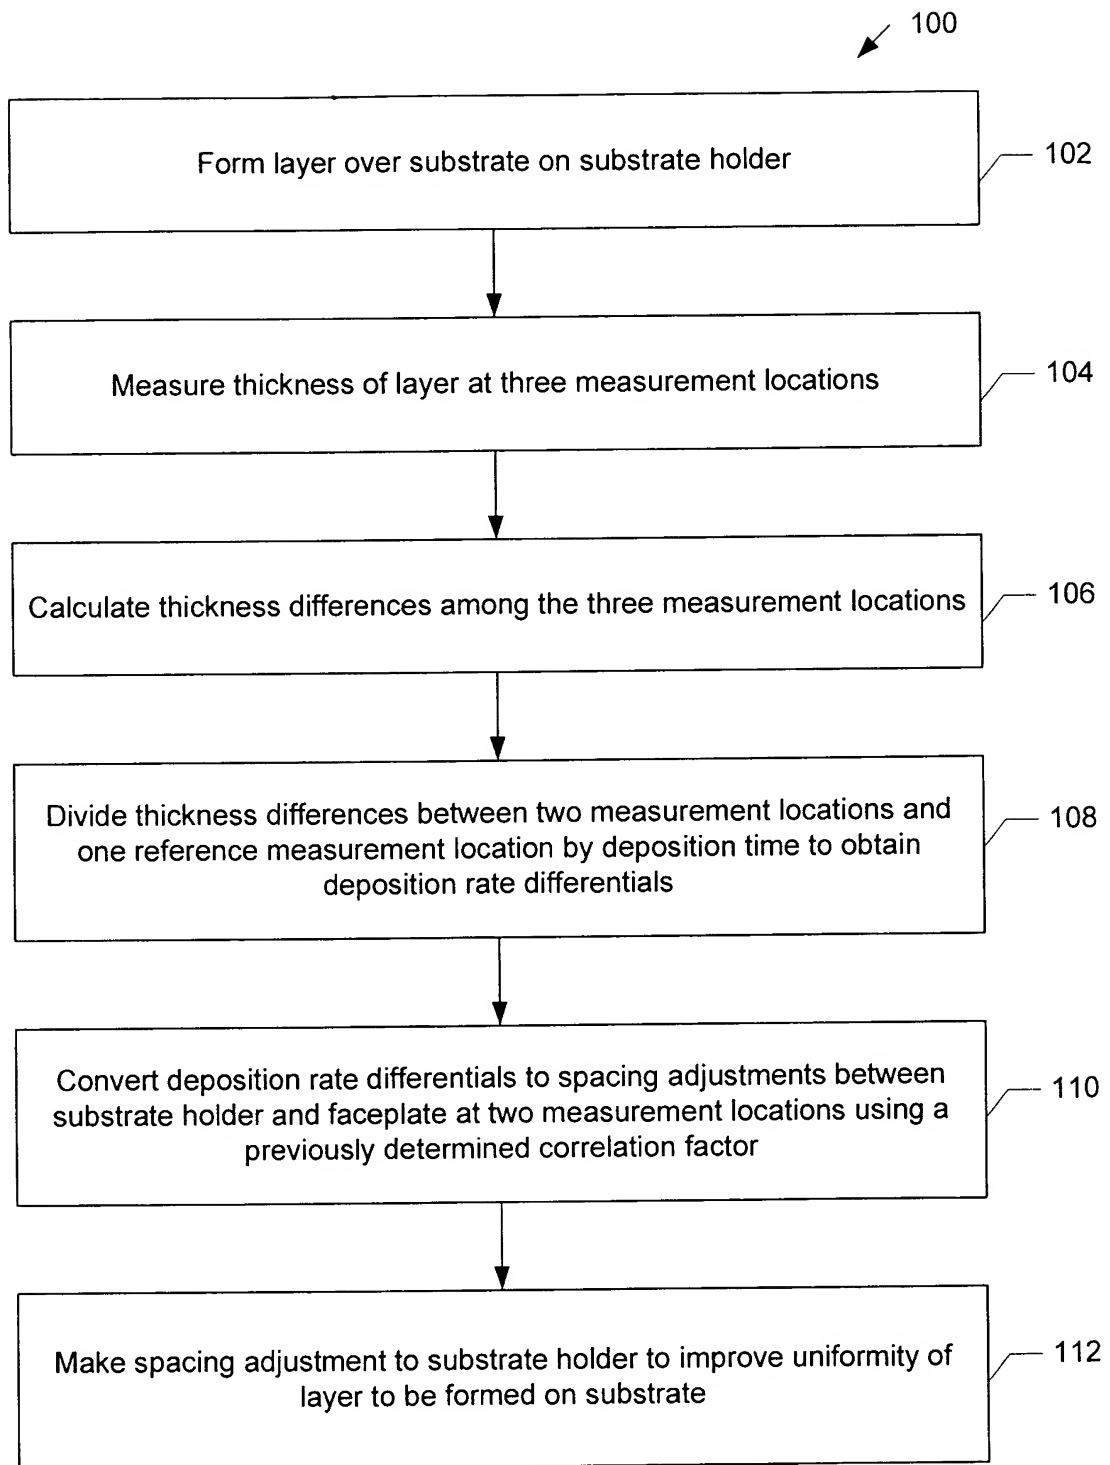 100
Form layer over substrate on substrate holder
102
Measure thickness of layer at three measurement locations
104
Calculate thickness differences among the three measurement locations
106
Divide thickness differences between two measurement locations and
one reference measurement location by deposition time to obtain
deposition rate differentials
108
Convert deposition rate differentials to spacing adjustments between
substrate holder and faceplate at two measurement locations using a
previously determined correlation factor
110
Make spacing adjustment to substrate holder to improve uniformity of
layer to be formed on substrate
112